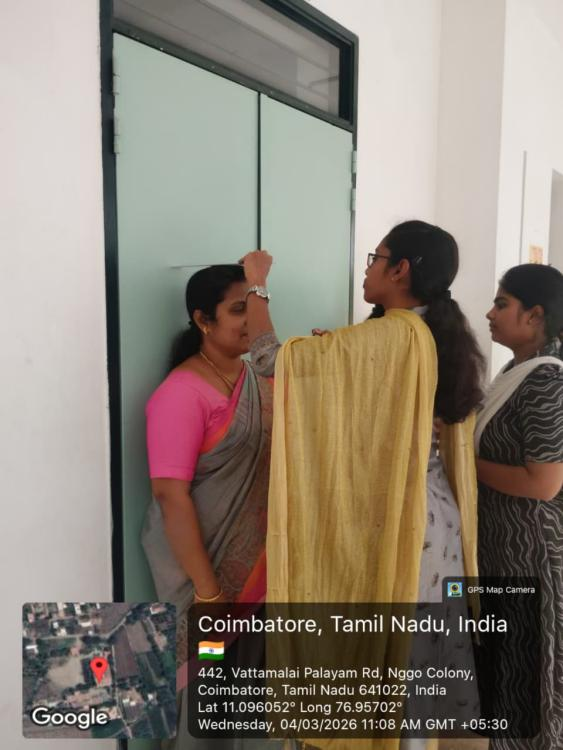 GPS Map Camera
Coimbatore, Tamil Nadu, India
442, Vattamalai Palayam Rd, Nggo Colony,
Coimbatore, Tamil Nadu 641022, India
Lat 11.096052° Long 76.95702°
Wednesday, 04/03/2026 11:08 AM GMT +05:30
Google